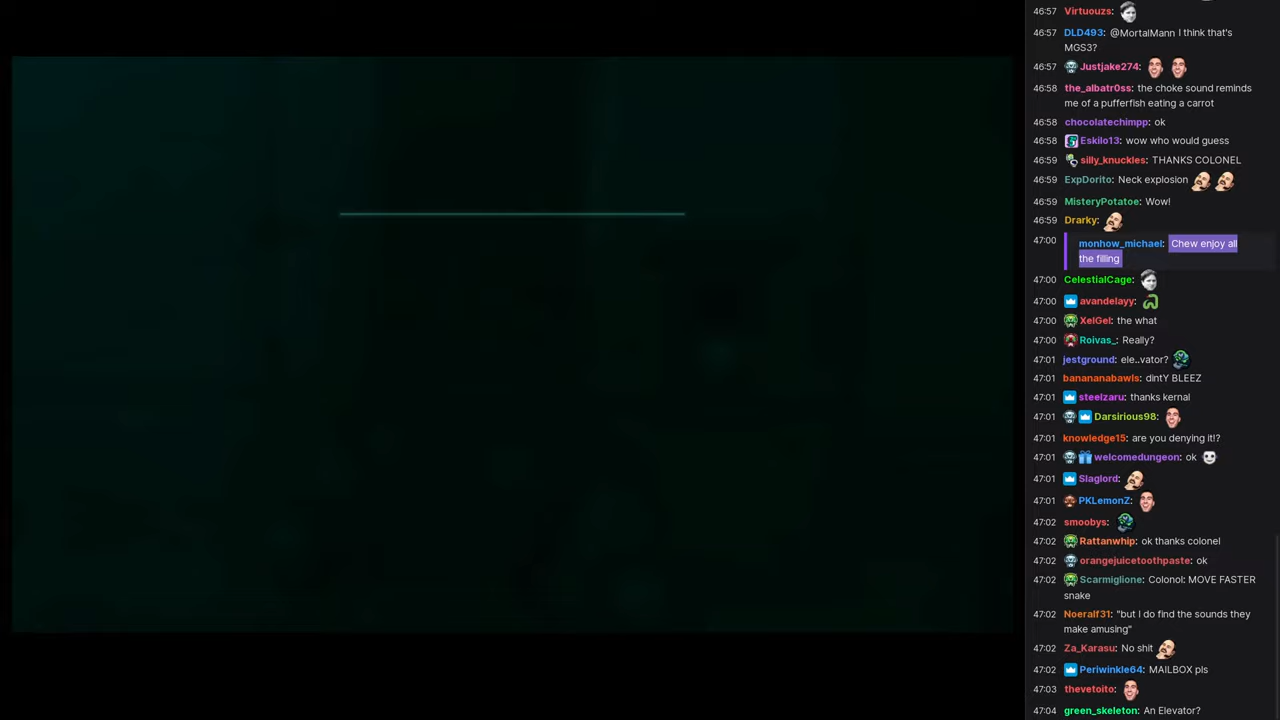 46:57 Virtuouzs:
46:57 DLD493: @MortalMann I think that's
MGS3?
46:57 Justjake274:
46:58 the_albatr0ss: the choke sound reminds
me of a pufferfish eating a carrot
46:58 chocolatechimpp: ok
46:58 Eskilo13: wow who would guess
46:59 silly_knuckles: THANKS COLONEL
46:59 ExpDorito: Neck explosion
46:59 MisteryPotatoe: Wow!
46:59 Drarky:
47:00 monhow_michael: Chew enjoy all
the filling
47:00 CelestialCage:
47:00 avandelayy:
47:00 XelGel: the what
47:00 Roivas_: Really?
47:01 jestground: ele..vator?
47:01 banananabawls: dintY BLEEZ
47:01 steelzaru: thanks kernal
47:01 Darsirious98:
47:01 knowledge15: are you denying it!?
47:01 welcomedungeon: ok
47:01 Slaglord:
47:01 PKLemonZ:
47:02 smoobys:
47:02 Rattanwhip: ok thanks colonel
47:02 orangejuicetoothpaste: ok
47:02 Scarmiglione: Colonol: MOVE FASTER
snake
47:02 Noeralf31: "but I do find the sounds they
make amusing"
47:02 Za_Karasu: No shit
47:02 Periwinkle64: MAILBOX pls
47:03 thevetoito:
47:04 green_skeleton: An Elevator?